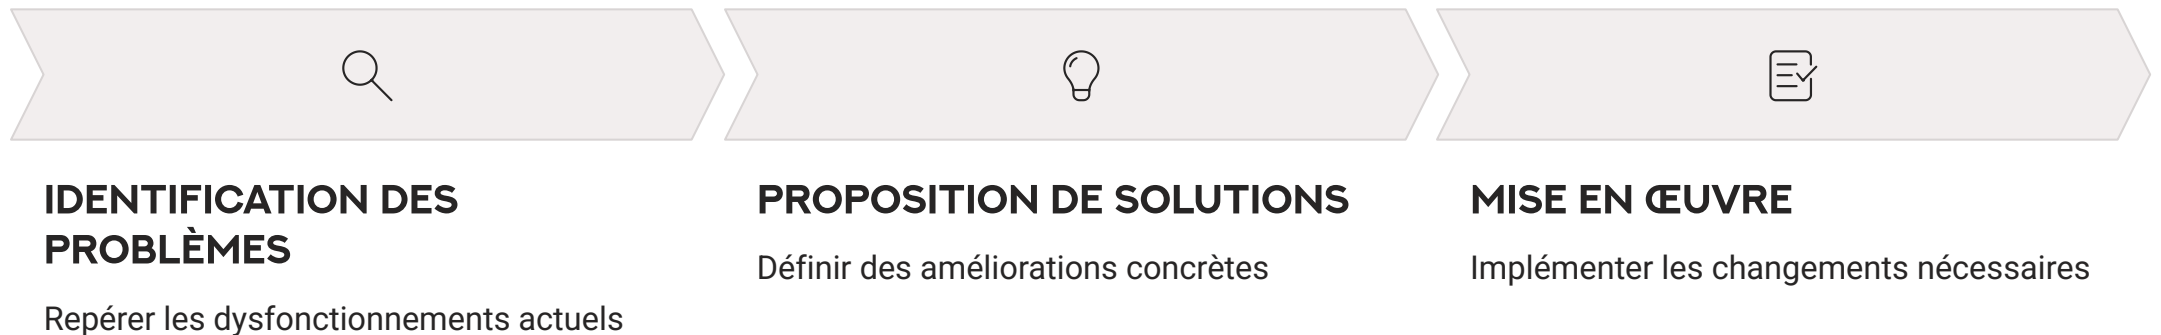 IDENTIFICATION DES
PROBLÈMES
Repérer les dysfonctionnements actuels
PROPOSITION DE SOLUTIONS
Définir des améliorations concrètes
MISE EN ŒUVRE
Implémenter les changements nécessaires